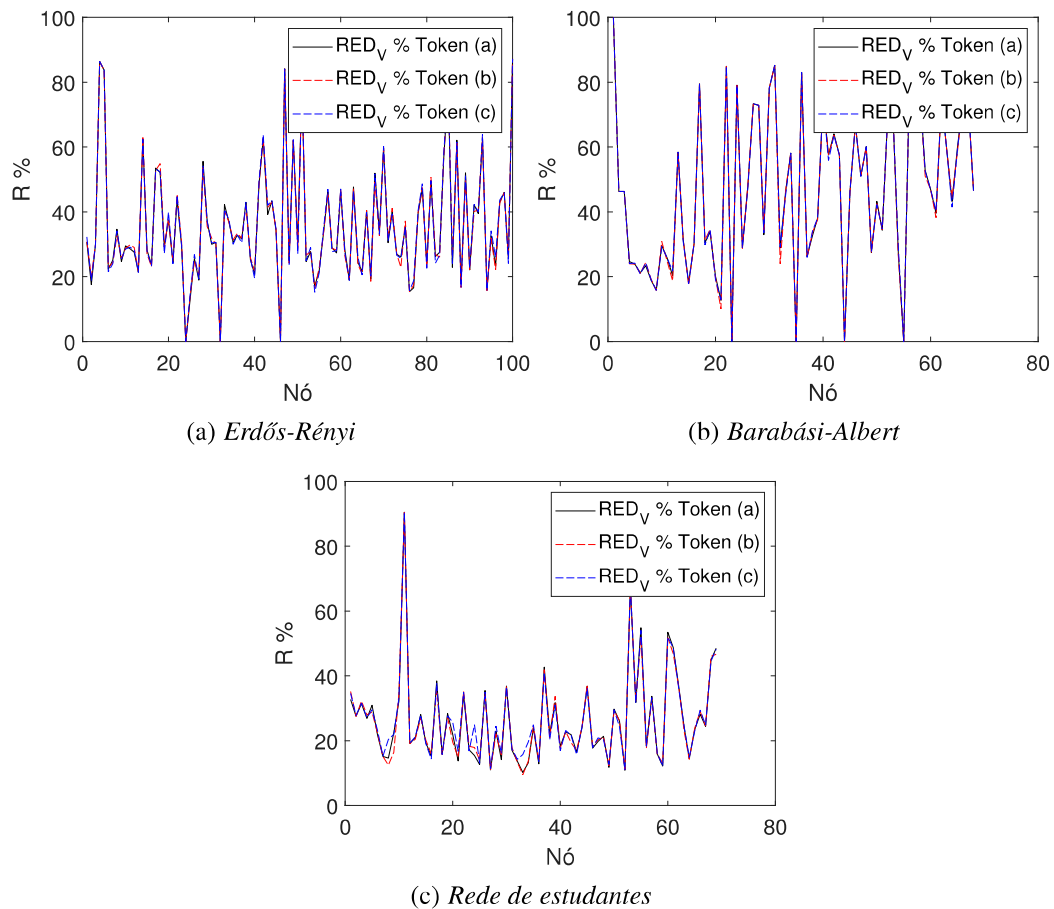 100
80
60
40
20
0
R %
0
20
40
60
80
100
Nó
RED_V % Token (a)
RED_V % Token (b)
RED_V % Token (c)
(a) Erdős-Rényi
100
80
60
40
20
0
R %
0
20
40
60
80
Nó
RED_V % Token (a)
RED_V % Token (b)
RED_V % Token (c)
(b) Barabási-Albert
100
80
60
40
20
0
R %
0
20
40
60
80
Nó
RED_V % Token (a)
RED_V % Token (b)
RED_V % Token (c)
(c) Rede de estudantes